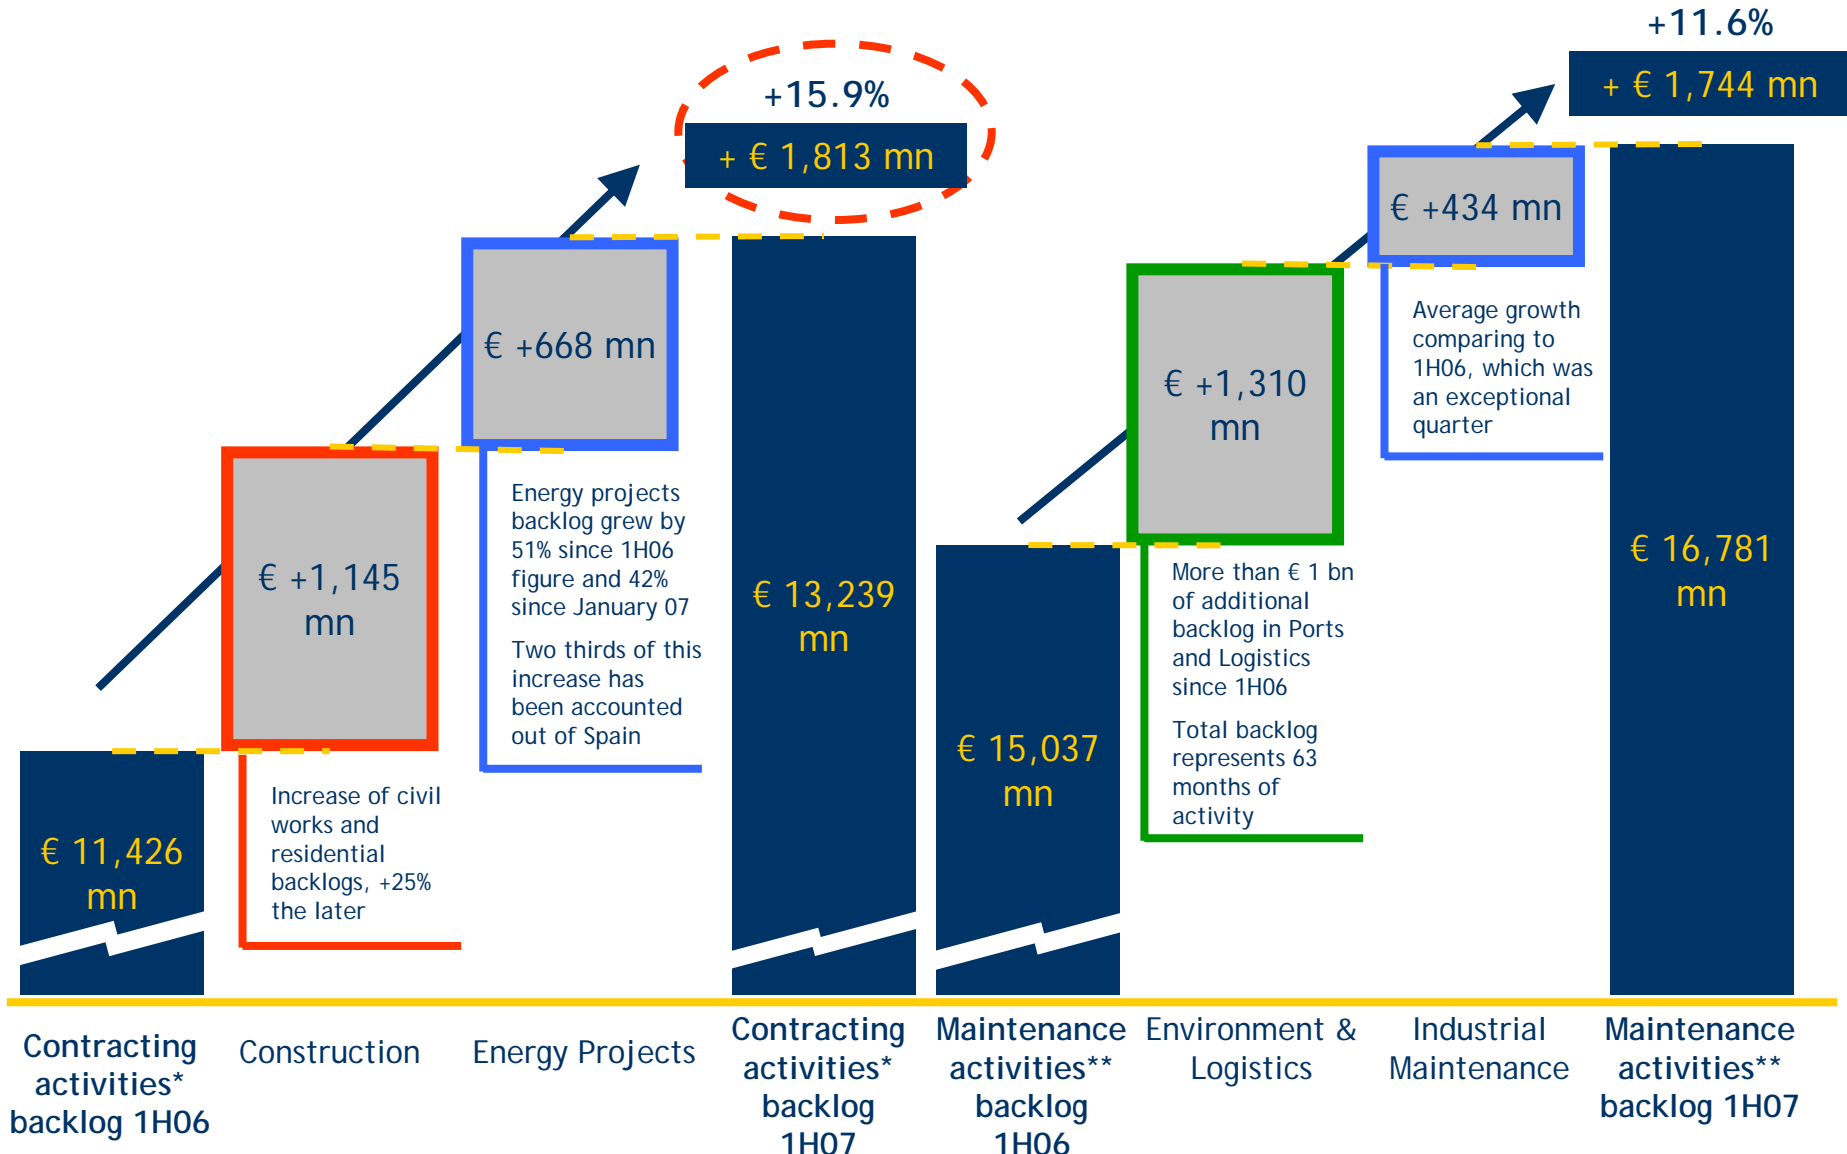 +11.6%
+ € 1,744 mn
+15.9%
+ € 1,813 mn
€ +434 mn
€ +668 mn
Average growth
comparing to
1H06, which was
an exceptional
quarter
€ +1,310
mn
Energy projects
backlog grew by
51% since 1H06
figure and 42%
since January 07
Two thirds of this
increase has
been accounted
out of Spain
€ +1,145
mn
€ 13,239
mn
€ 16,781
mn
More than € 1 bn
of additional
backlog in Ports
and Logistics
since 1H06
Total backlog
represents 63
months of
activity
€ 15,037
mn
Increase of civil
works and
residential
backlogs, +25%
the later
€ 11,426
mn
Contracting
activities*
backlog 1H06
Construction
Energy Projects
Contracting
activities*
backlog
1H07
Maintenance
activities**
backlog
1H06
Environment &
Logistics
Industrial
Maintenance
Maintenance
activities**
backlog 1H07